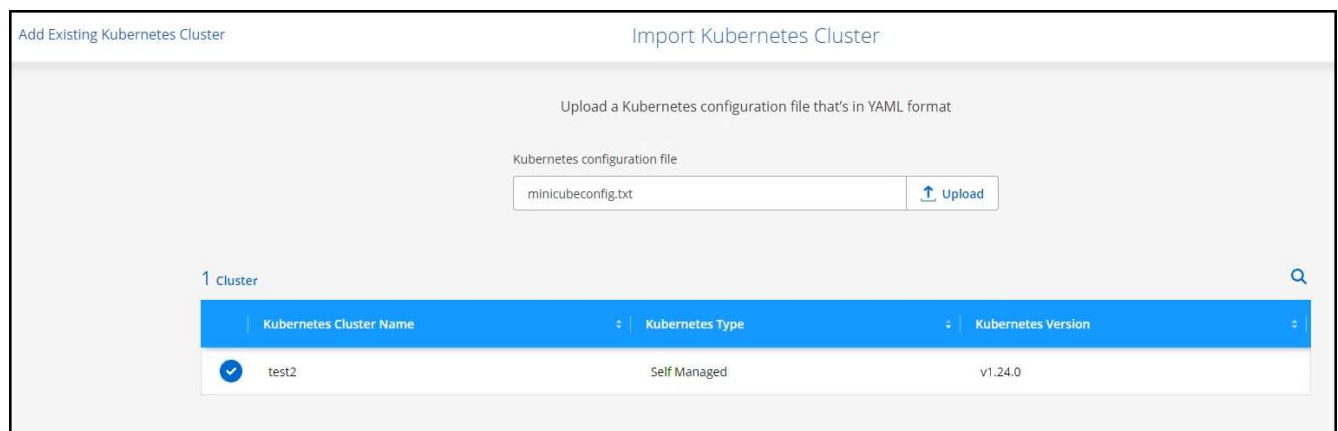 Add Existing Kubernetes Cluster
Import Kubernetes Cluster
Upload a Kubernetes configuration file that's in YAML format
Kubernetes configuration file
minicubeconfig.txt
Upload
1 Cluster
Kubernetes Cluster Name Kubernetes Type Kubernetes Version
test2 Self Managed v1.24.0